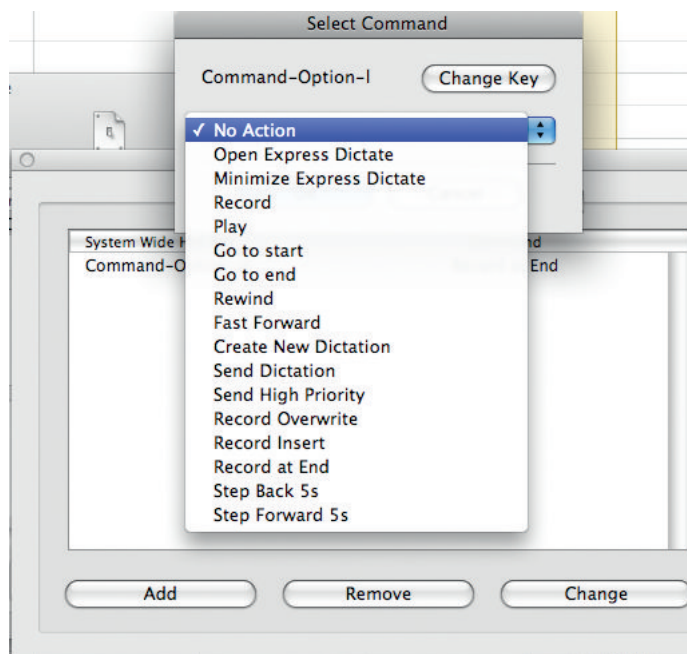 Select Command
Command-Option-I
Change Key
✓ No Action
Open Express Dictate
Minimize Express Dictate
Record
Play
Go to start
Go to end
Rewind
Fast Forward
Create New Dictation
Send Dictation
Send High Priority
Record Overwrite
Record Insert
Record at End
Step Back 5s
Step Forward 5s
System Wide
Command-O
End
Add
Remove
Change